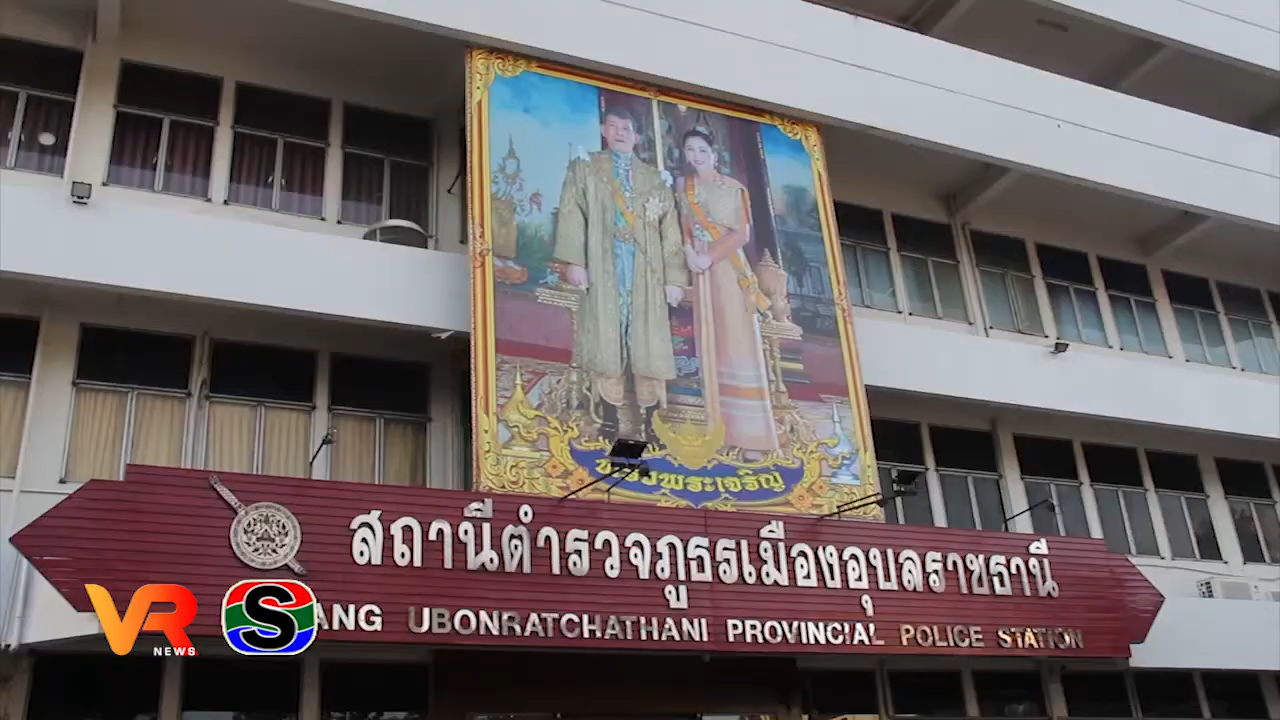 ทรงพระเจริญ
สถานีตำรวจภูธรเมืองอุบลราชธานี
ANG UBONRATCHATHANI PROVINCIAL POLICE STATION
VR NEWS
S